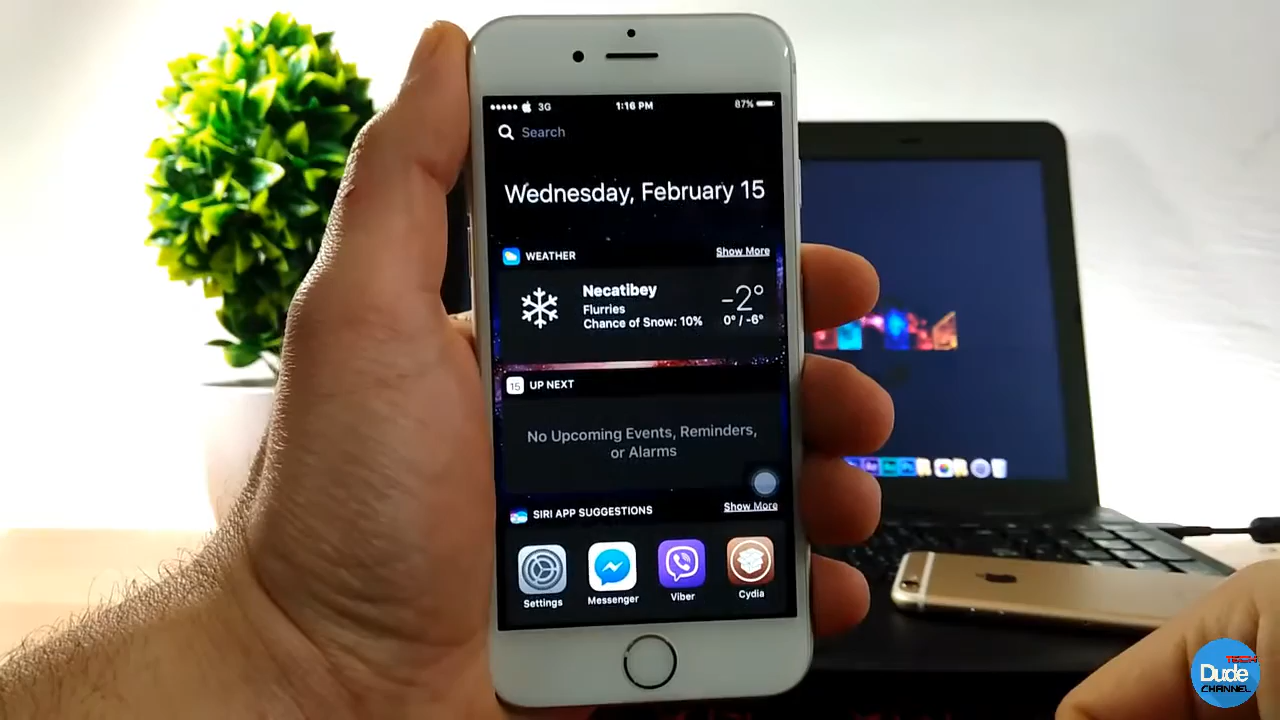 3G 1:16 PM 87%
Search
Wednesday, February 15
WEATHER Show More
Necatibey
Flurries
Chance of Snow: 10%
-2°
0° / -6°
15 UP NEXT
No Upcoming Events, Reminders,
or Alarms
SIRI APP SUGGESTIONS Show More
Settings Messenger Viber Cydia
TECH
Dude
CHANNEL